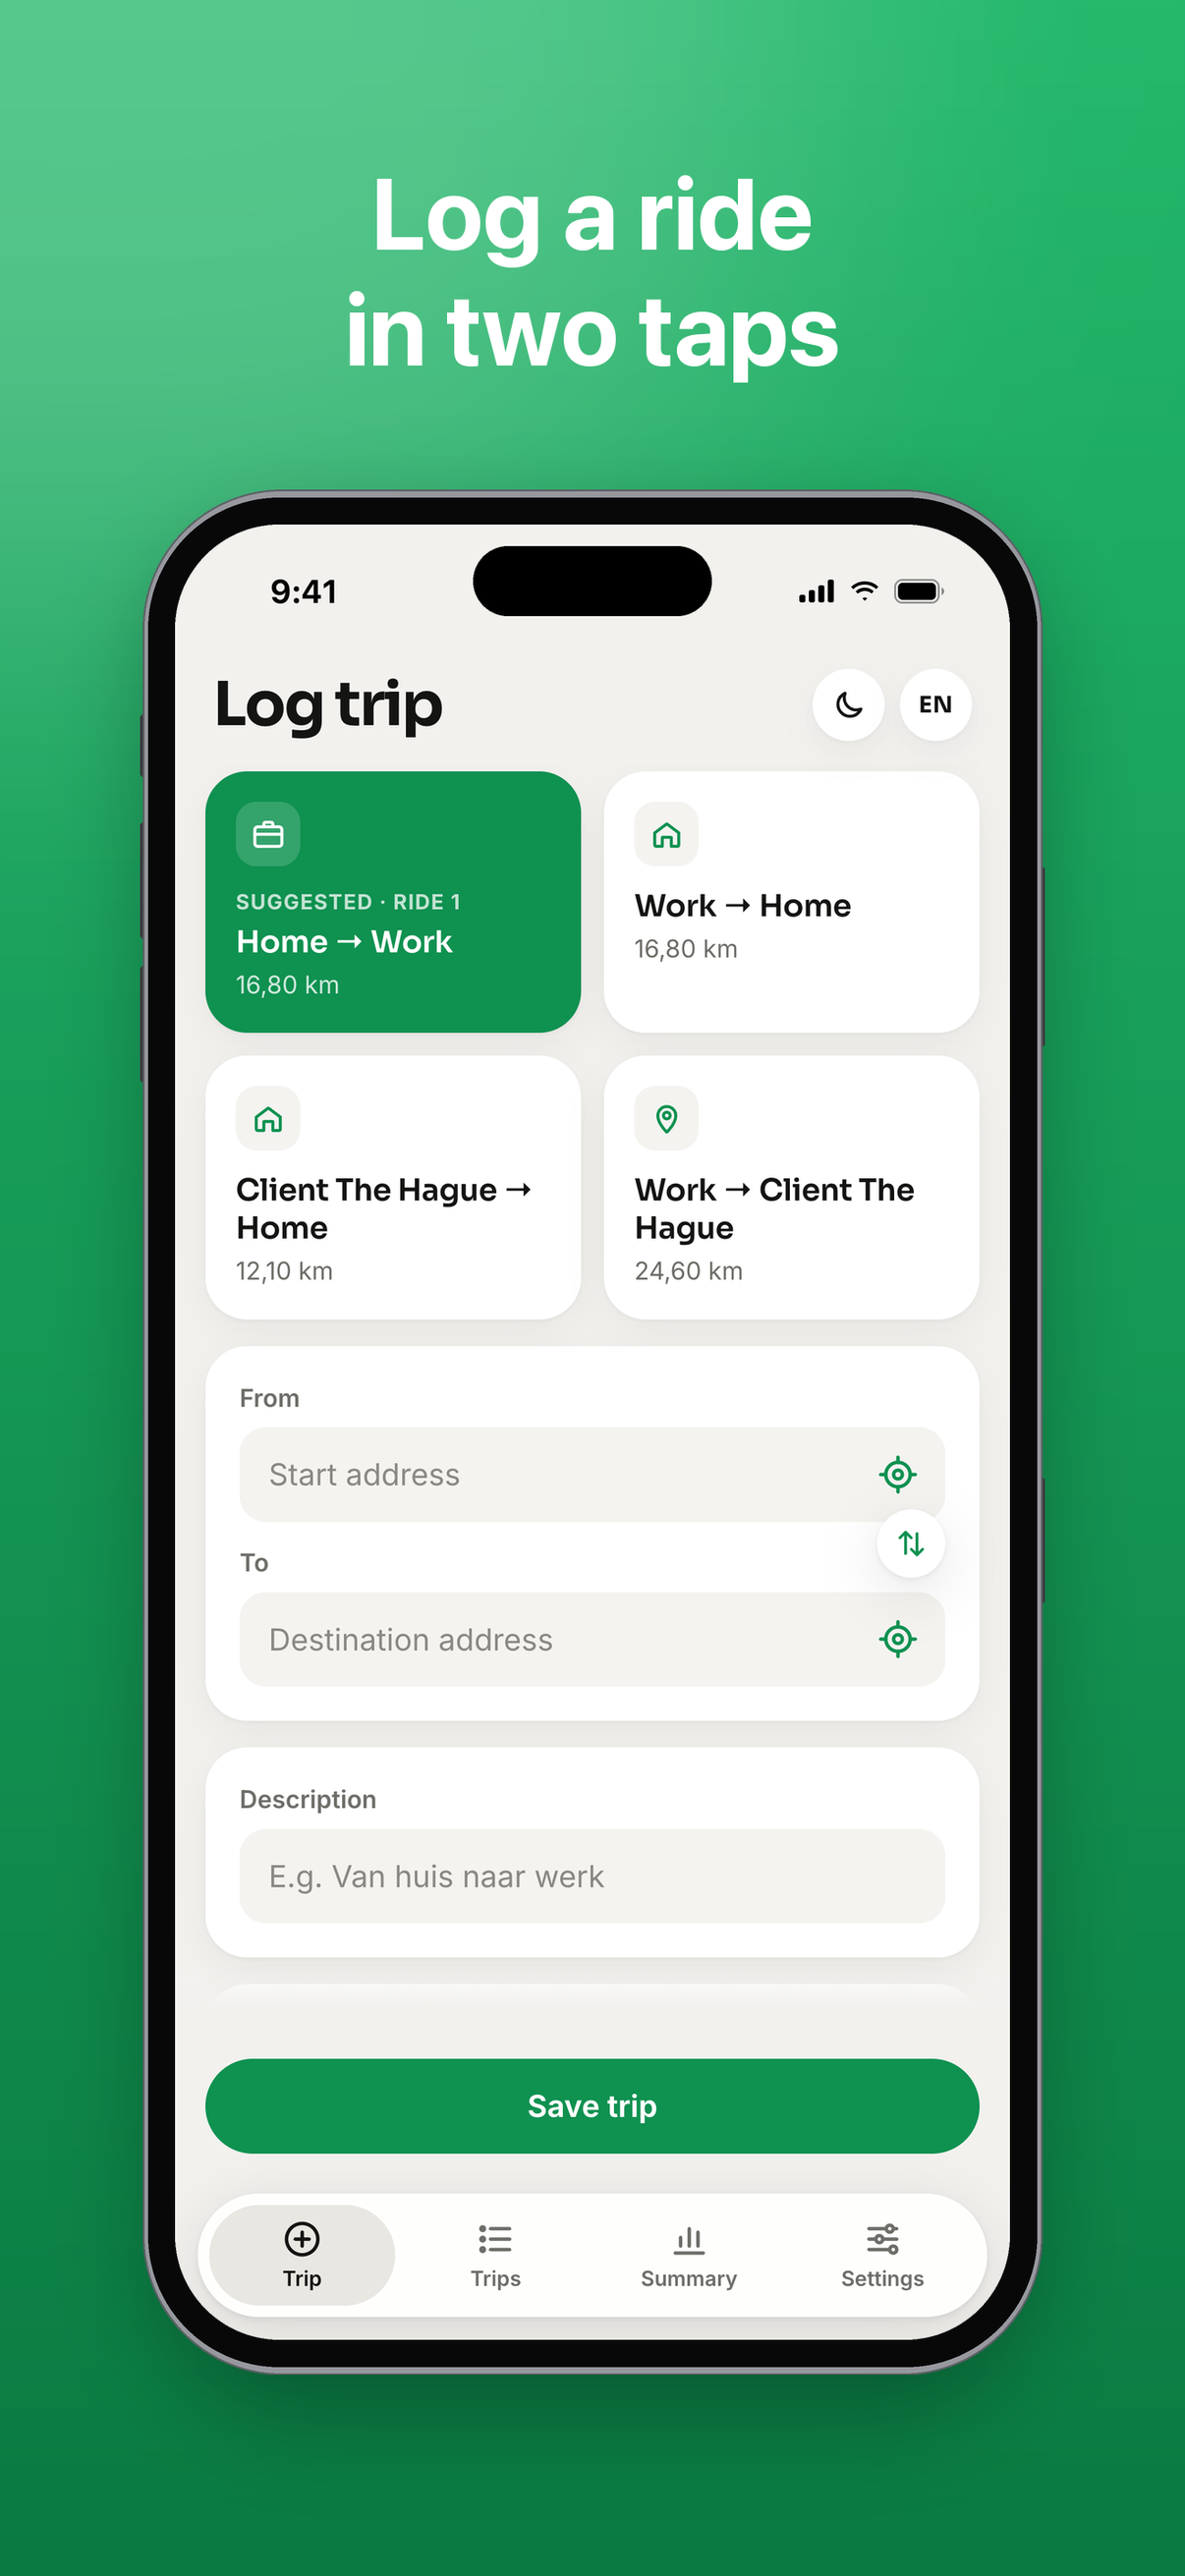 Log a ride
in two taps
9:41
Log trip
EN
SUGGESTED · RIDE 1
Home → Work
16,80 km
Work → Home
16,80 km
Client The Hague →
Home
12,10 km
Work → Client The
Hague
24,60 km
From
Start address
To
Destination address
Description
E.g. Van huis naar werk
Save trip
Trip
Trips
Summary
Settings